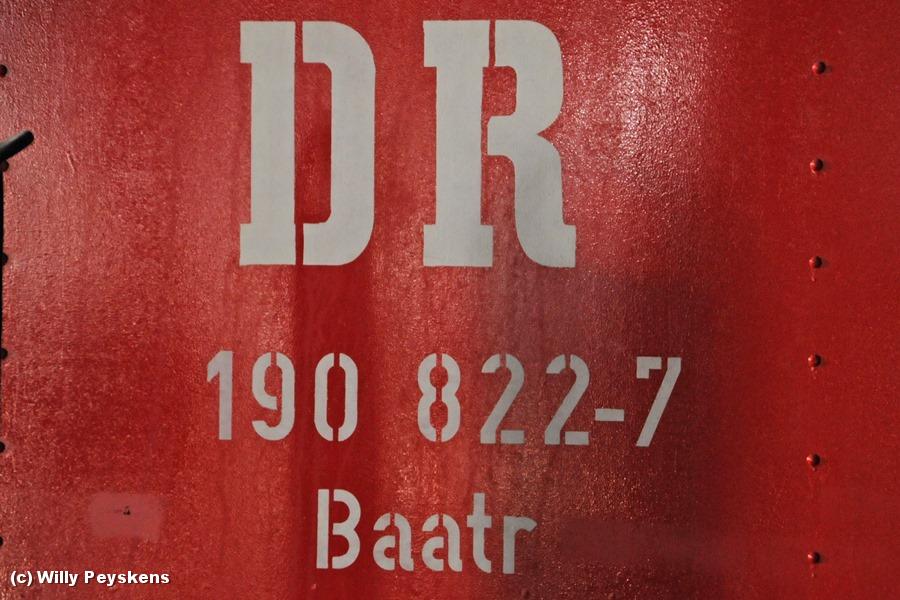 DR
190 822-7
Baatr
(c) Willy Peyskens